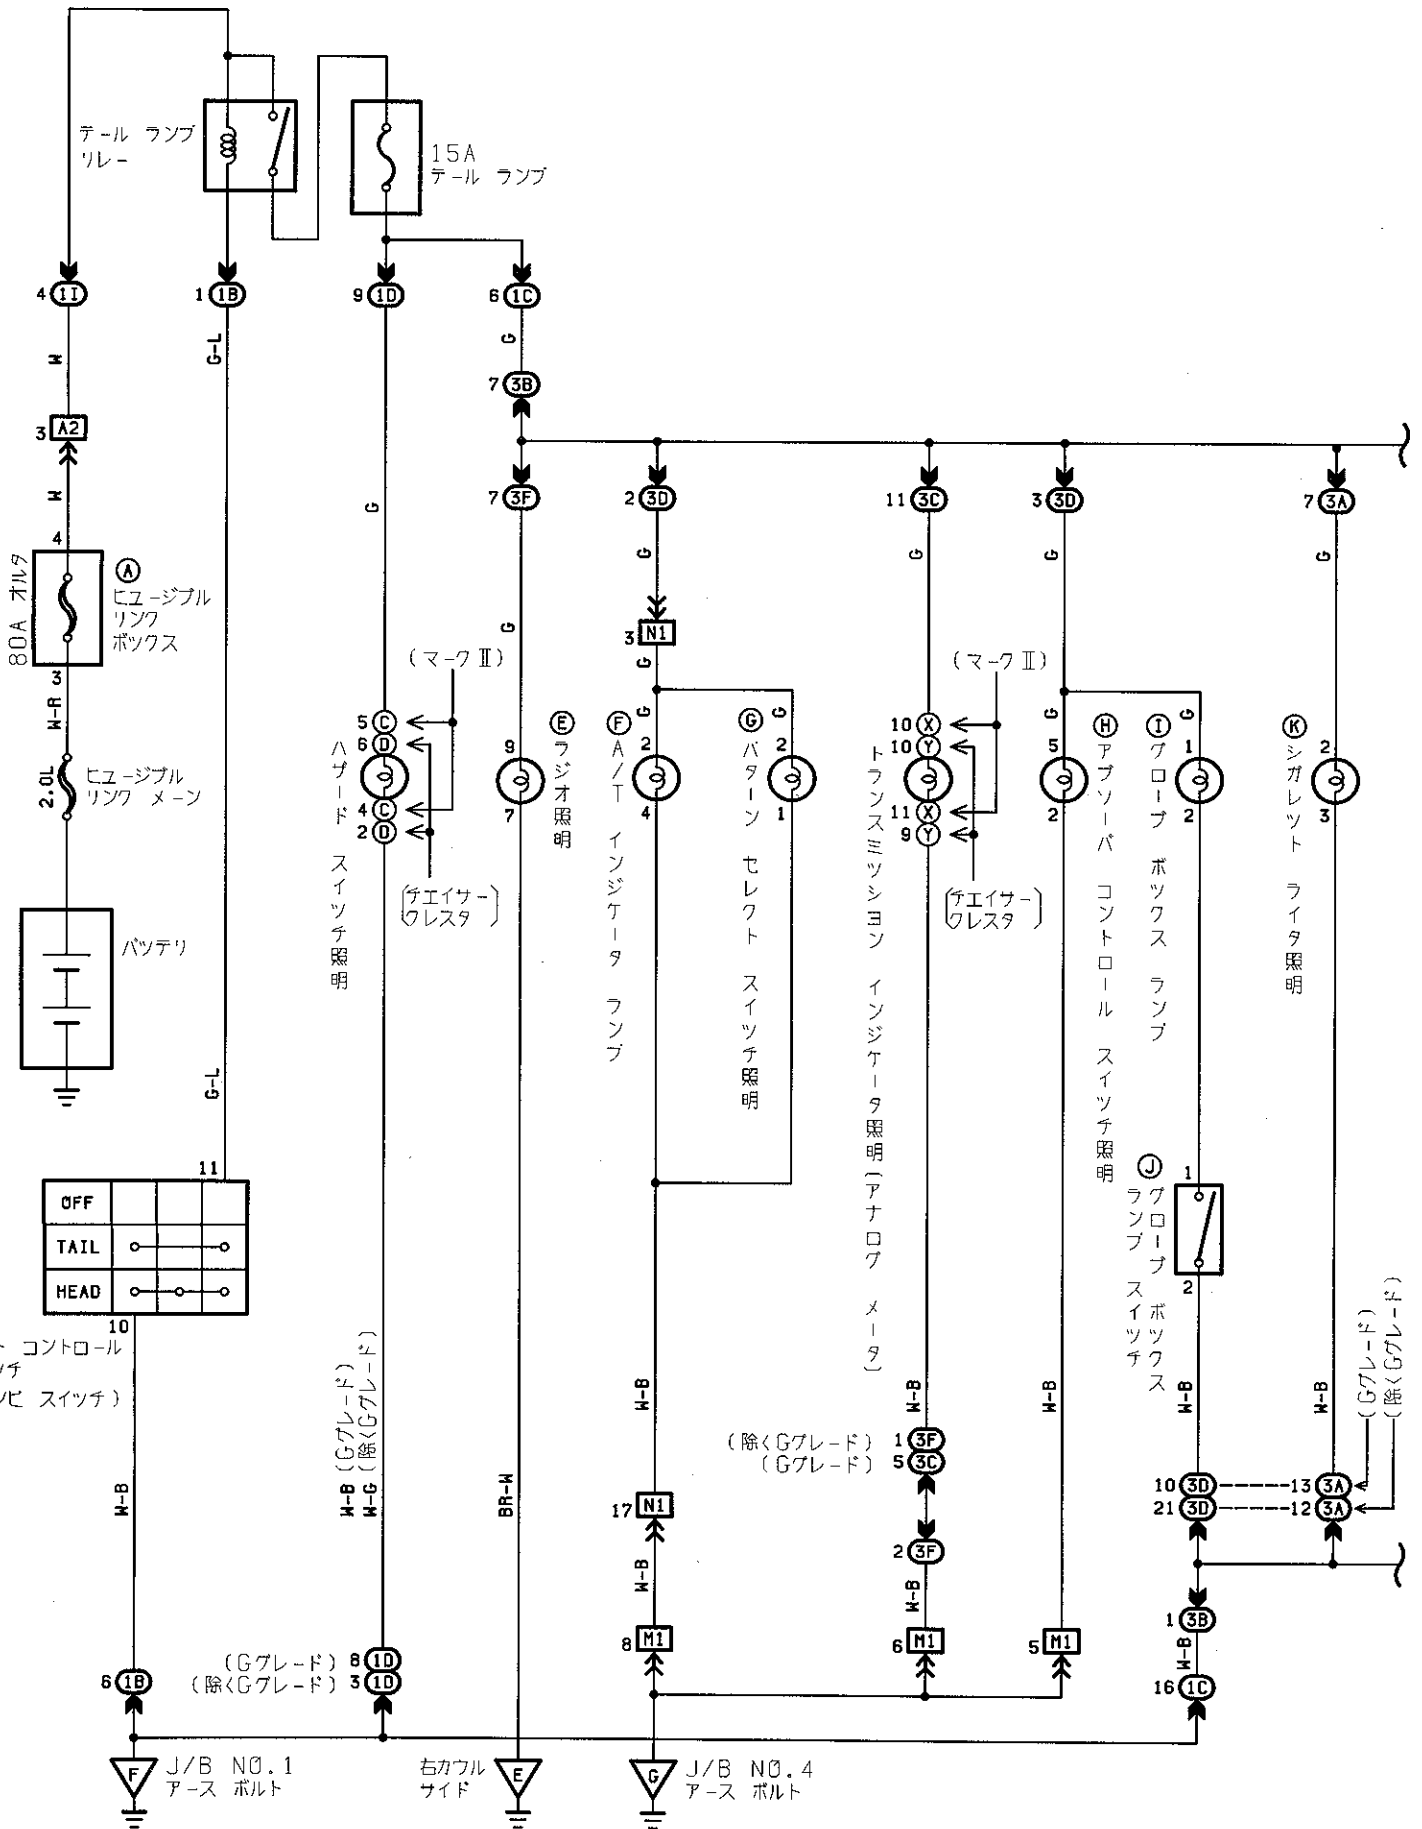 テール ランプ
リレー
15A
テール ランプ
4 1I
1 1B
9 1D
6 1C
W
G-L
G
7 3B
3 A2
W
G
7 3F
2 3D
11 3C
3 3D
7 3A
G
G
G
G
4
80A オルタ
A
ヒュージブル
リンク
ボックス
3
W-R
2.0L
ヒュージブル
リンク メーン
バッテリ
G
3 N1
G
(マークⅡ)
(マークⅡ)
5 C
6 D
4 C
2 D
ハザード スイッチ照明
(チェイサー
クレスタ)
9
7
E
ラジオ照明
G
2
4
F
A/T インジケータ ランプ
G
2
1
G
パターン セレクト スイッチ照明
10 X
10 Y
11 X
9 Y
トランスミッション インジケータ照明(アナログ メータ)
(チェイサー
クレスタ)
G
5
2
H
アブソーバ コントロール スイッチ照明
G
1
2
I
グローブ ボックス ランプ
2
3
K
シガレット ライタ照明
G-L
11
OFF
TAIL
HEAD
10
コントロール
スイッチ)
J
グローブ ボックス
ランプ スイッチ
1
2
W-B
W-B (Gグレード)
W-G (除くGグレード)
BR-W
W-B
W-B
W-B
W-B
W-B
(Gグレード)
(除くGグレード)
(除くGグレード) 1 3F
(Gグレード) 5 3C
10 3D
13 3A
21 3D
12 3A
17 N1
2 3F
W-B
W-B
1 3B
W-B
8 M1
6 M1
5 M1
(Gグレード) 8 1D
(除くGグレード) 3 1D
6 1B
16 1C
F
J/B NO.1
アース ボルト
右カウル
サイド
E
G
J/B NO.4
アース ボルト